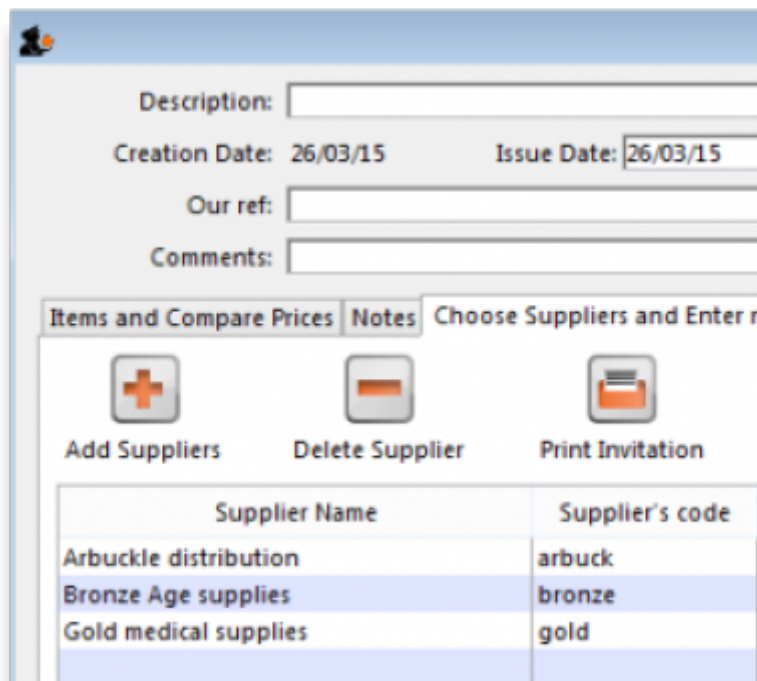 Description:
Creation Date: 26/03/15 Issue Date: 26/03/15
Our ref:
Comments:
Items and Compare Prices Notes Choose Suppliers and Enter
Add Suppliers Delete Supplier Print Invitation
Supplier Name Supplier's code
Arbuckle distribution arbuck
Bronze Age supplies bronze
Gold medical supplies gold